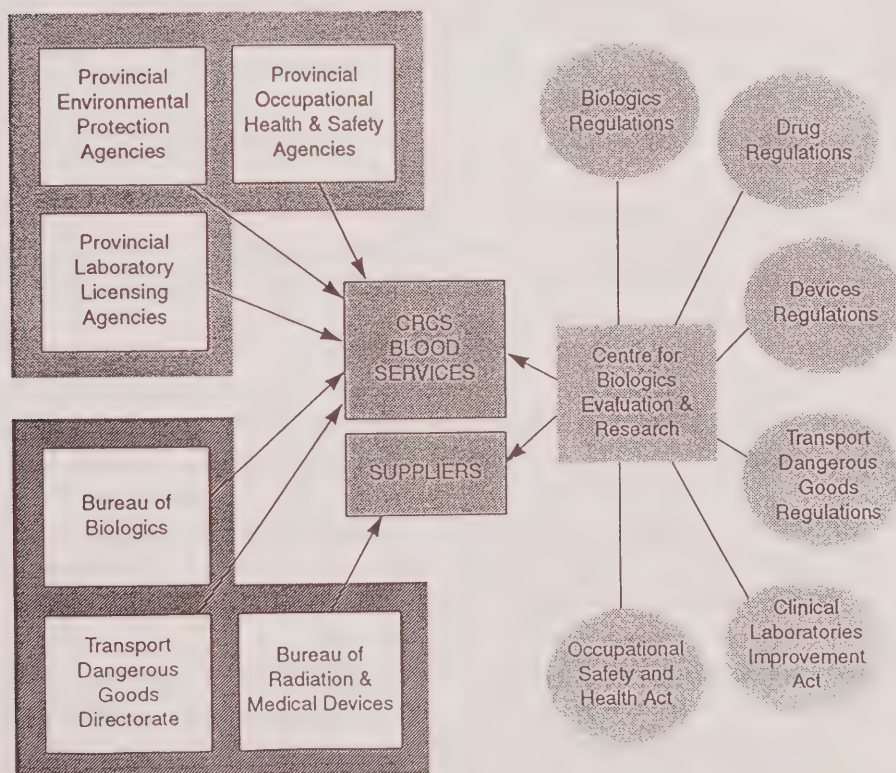 Provincial
Environmental
Protection
Agencies
Provincial
Occupational
Health & Safety
Agencies
Provincial
Laboratory
Licensing
Agencies
Bureau of
Biologics
Transport
Dangerous
Goods
Directorate
Bureau of
Radiation &
Medical Devices
CRCS
BLOOD
SERVICES
SUPPLIERS
Centre for
Biologics
Evaluation &
Research
Biologics
Regulations
Drug
Regulations
Devices
Regulations
Transport
Dangerous
Goods
Regulations
Clinical
Laboratories
Improvement
Act
Occupational
Safety and
Health Act